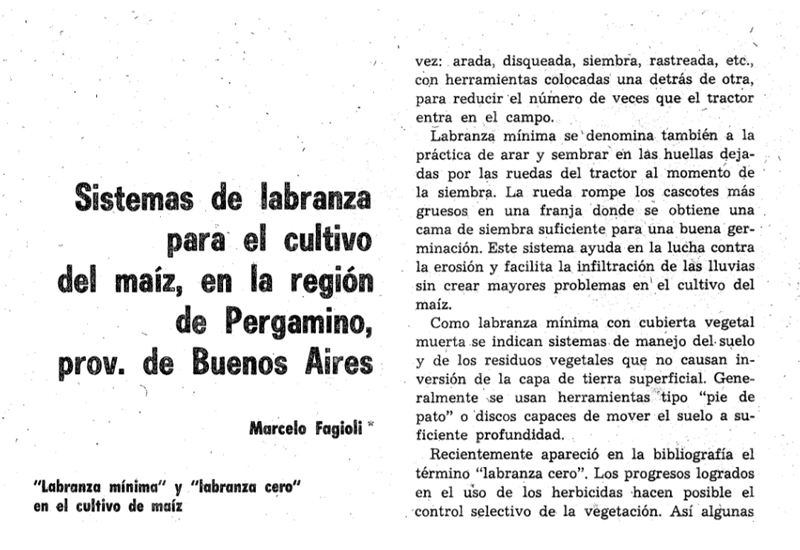 Sistemas de labranza
para el cultivo
del maíz, en la región
de Pergamino,
prov. de Buenos Aires
Marcelo Fagioli *
"Labranza mínima" y "labranza cero"
en el cultivo de maíz
vez: arada, disqueada, siembra, rastreada, etc.,
con herramientas colocadas una detrás de otra,
para reducir el número de veces que el tractor
entra en el campo.
Labranza mínima se denomina también a la
práctica de arar y sembrar en las huellas deja-
das por las ruedas del tractor al momento de
la siembra. La rueda rompe los cascotes más
gruesos en una franja donde se obtiene una
cama de siembra suficiente para una buena ger-
minación. Este sistema ayuda en la lucha contra
la erosión y facilita la infiltración de las lluvias
sin crear mayores problemas en el cultivo del
maíz.
Como labranza mínima con cubierta vegetal
muerta se indican sistemas de manejo del suelo
y de los residuos vegetales que no causan in-
versión de la capa de tierra superficial. Gene-
ralmente se usan herramientas tipo "pie de
pato" o discos capaces de mover el suelo a su-
ficiente profundidad.
Recientemente apareció en la bibliografía el
término "labranza cero". Los progresos logrados
en el uso de los herbicidas hacen posible el
control selectivo de la vegetación. Así algunas